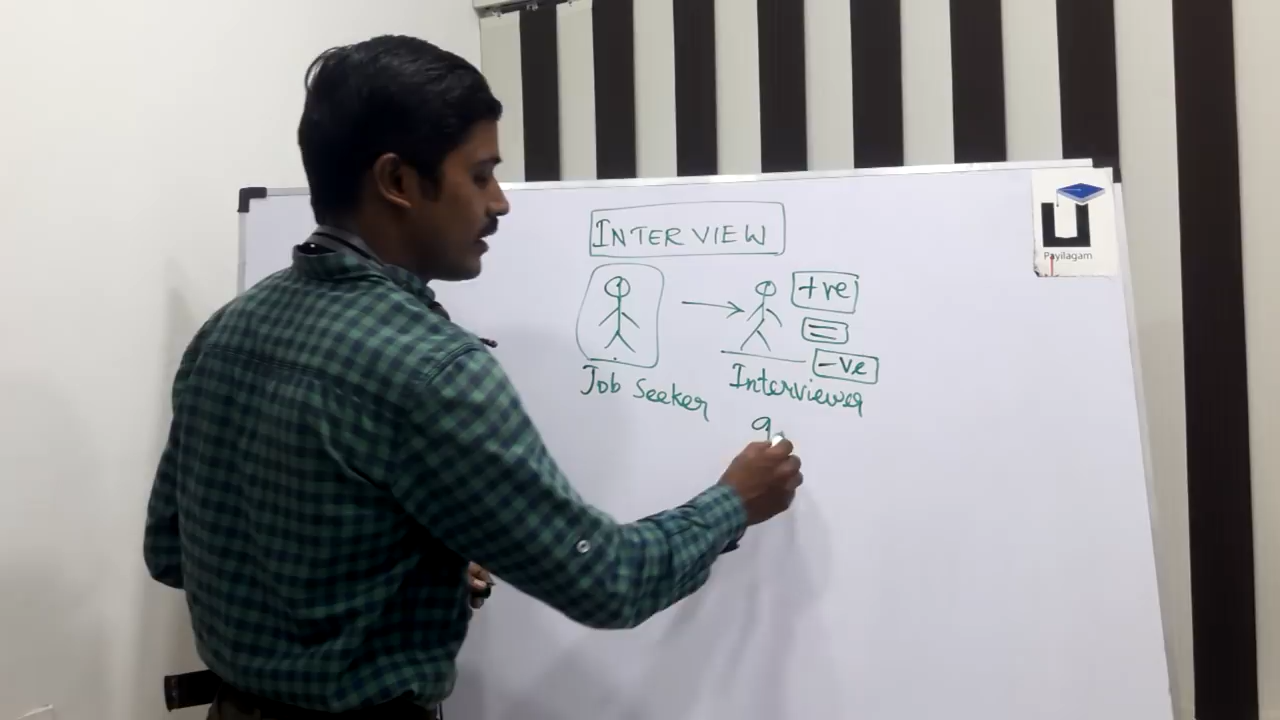 INTERVIEW
+ve
=
-ve
Job Seeker
Interviewer
Payilagam